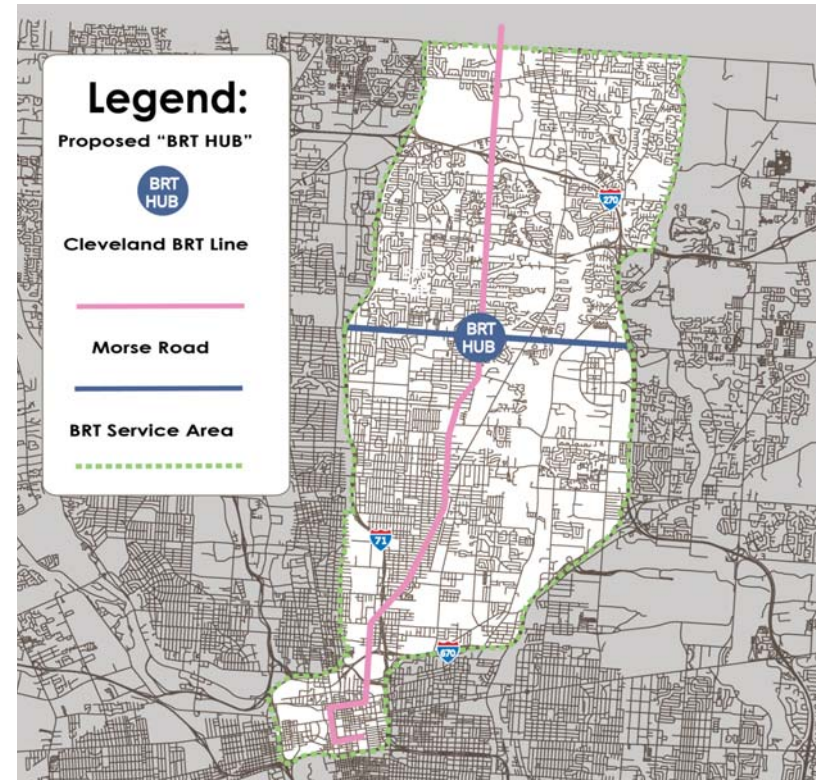 Legend:
Proposed “BRT HUB”
BRT
HUB
Cleveland BRT Line
Morse Road
BRT Service Area
270
BRT
HUB
71
670